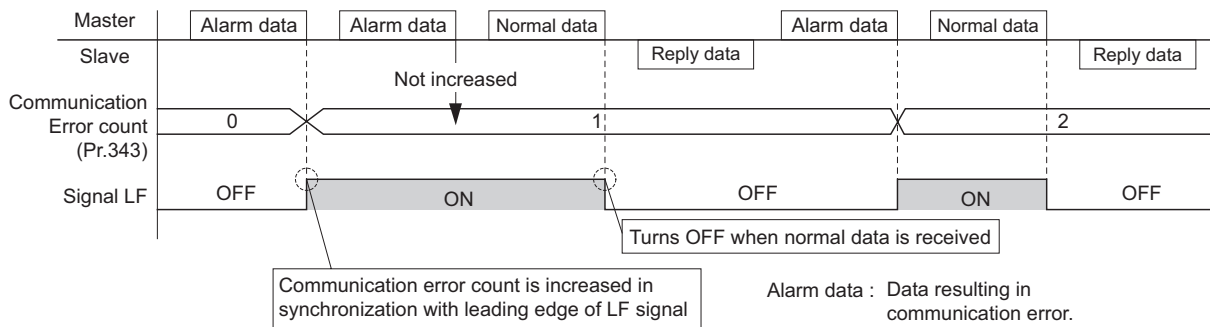 Master
Alarm data
Alarm data
Normal data
Alarm data
Normal data
Slave
Reply data
Reply data
Not increased
Communication
Error count
(Pr.343)
0
1
2
Signal LF
OFF
ON
OFF
ON
OFF
Turns OFF when normal data is received
Communication error count is increased in
synchronization with leading edge of LF signal
Alarm data : Data resulting in
communication error.